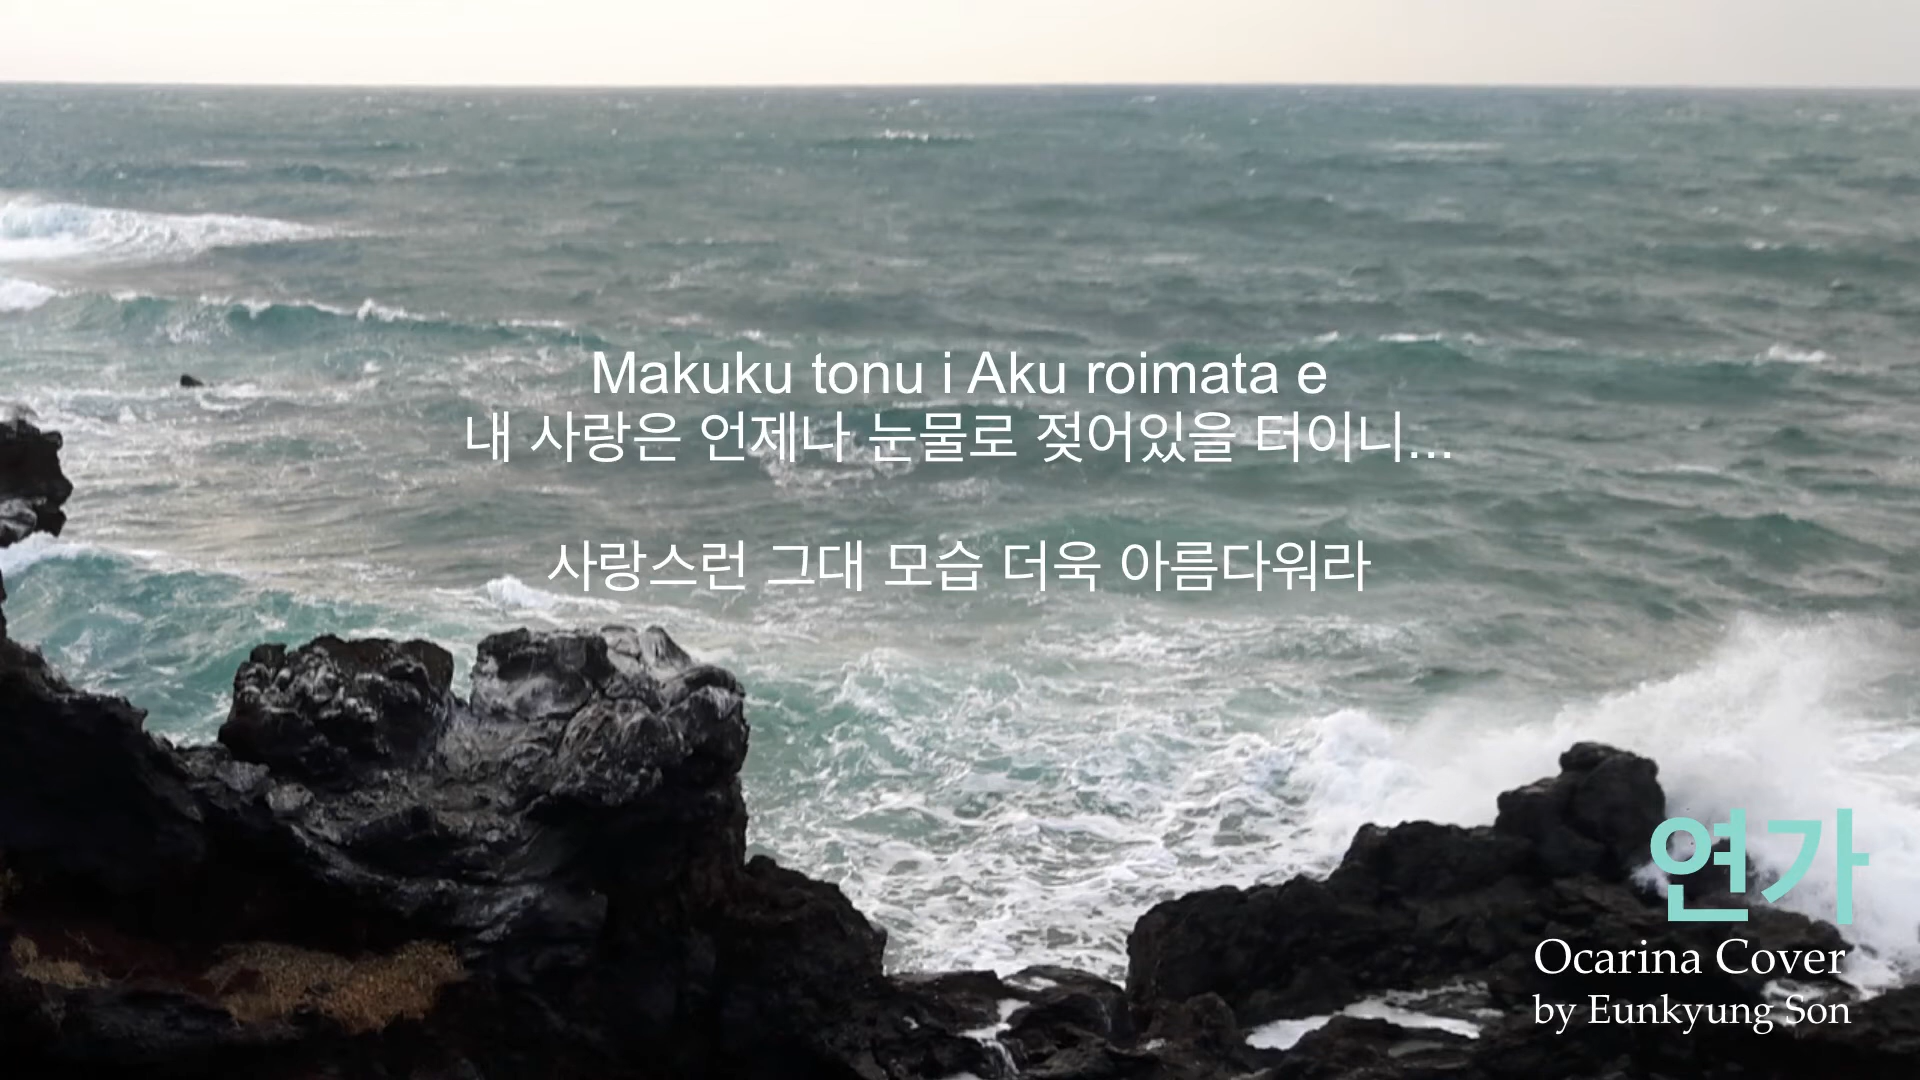 Makuku tonu i Aku roimata e
내 사랑은 언제나 눈물로 젖어있을 터이니...
사랑스런 그대 모습 더욱 아름다워라
연가
Ocarina Cover
by Eunkyung Son